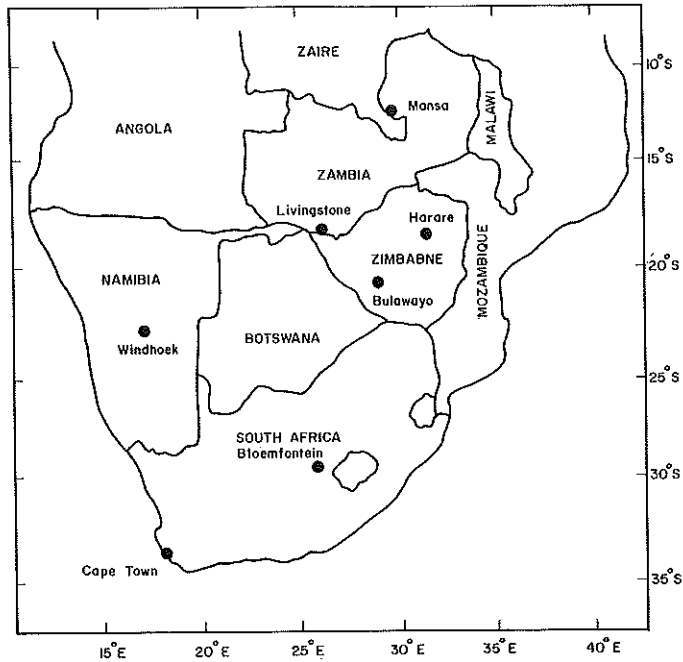 ZAIRE
10°S
Mansa
MALAWI
ANGOLA
15°S
ZAMBIA
Livingstone
Harare
MOZAMBIQUE
ZIMBABNE
NAMIBIA
20°S
Bulawayo
Windhoek
BOTSWANA
25°S
SOUTH AFRICA
Bloemfontein
30°S
Cape Town
35°S
15°E 20°E 25°E 30°E 35°E 40°E